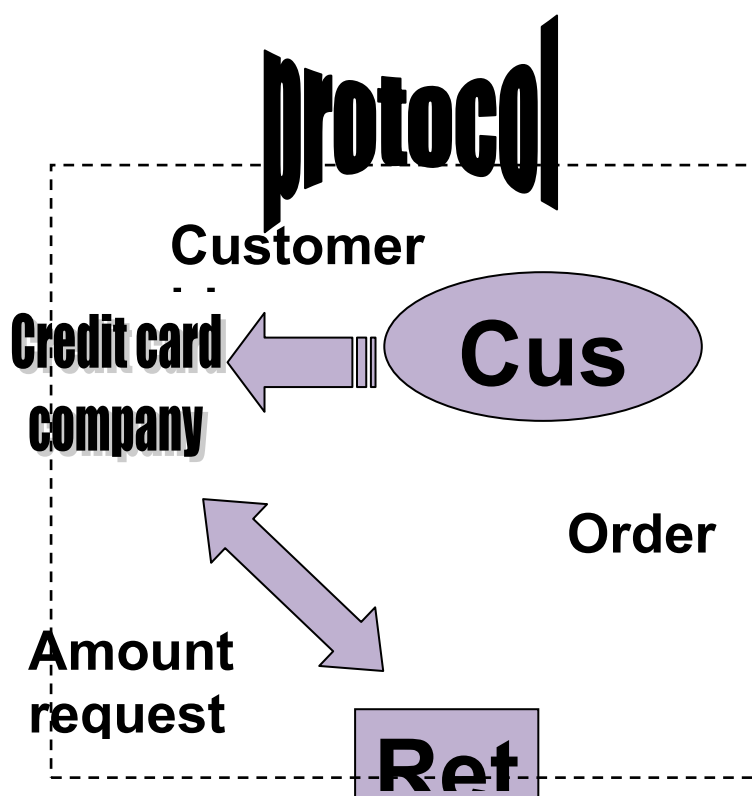 protocol
Customer
Credit card
company
Cus
Order
Amount
request
Ret